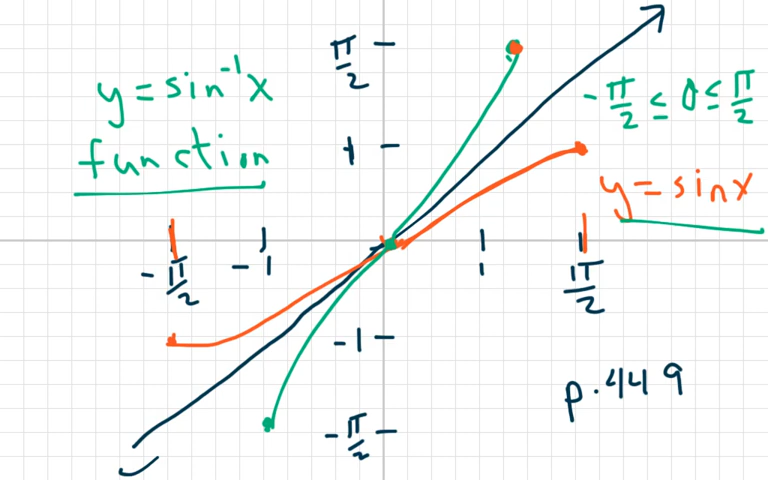 π/2
y = sin⁻¹x
function
1
-π/2 ≤ θ ≤ π/2
y = sin x
-π/2
-1
1
π/2
-1
-π/2
p. 449